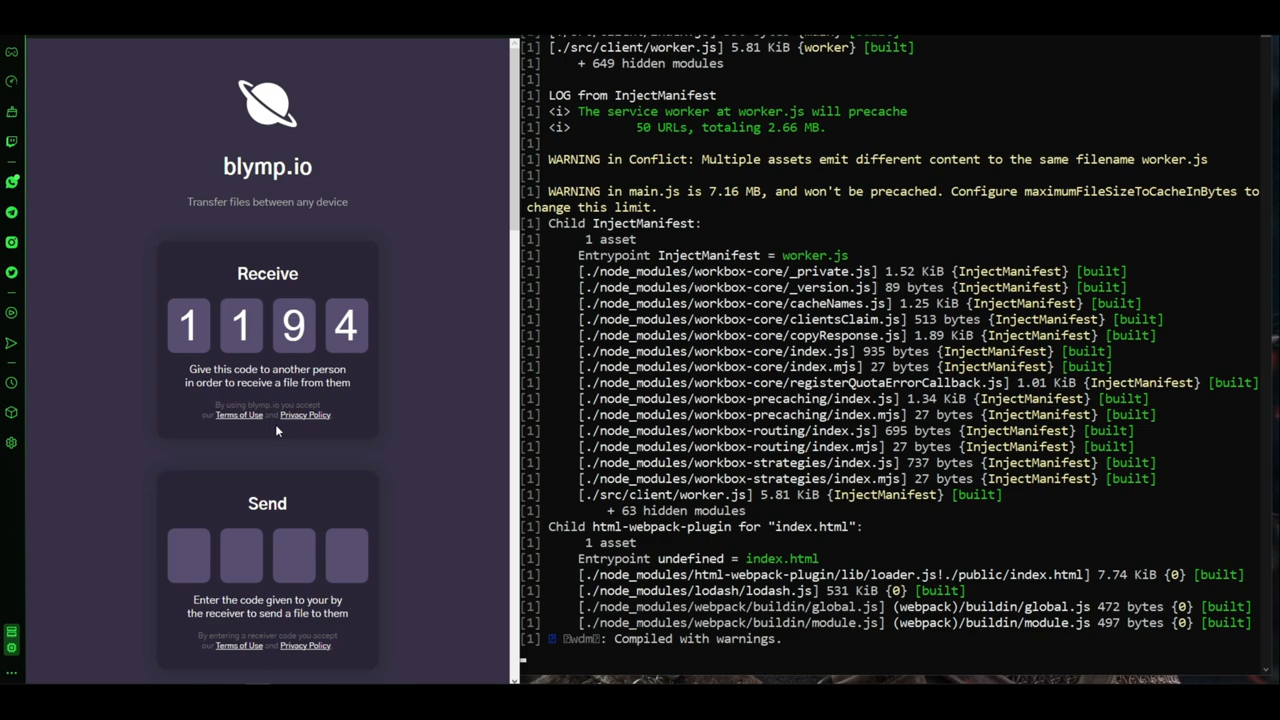 blymp.io
Transfer files between any device
Receive
1 1 9 4
Give this code to another person
in order to receive a file from them
By using blymp.io you accept
our Terms of Use and Privacy Policy
Send
Enter the code given to your by
the receiver to send a file to them
By entering a receiver code you accept
our Terms of Use and Privacy Policy
[1] [./src/client/worker.js] 5.81 KiB {worker} [built]
[1]     + 649 hidden modules
[1]
[1] LOG from InjectManifest
[1] <i> The service worker at worker.js will precache
[1] <i>         50 URLs, totaling 2.66 MB.
[1]
[1] WARNING in Conflict: Multiple assets emit different content to the same filename worker.js
[1]
[1] WARNING in main.js is 7.16 MB, and won't be precached. Configure maximumFileSizeToCacheInBytes to
change this limit.
[1] Child InjectManifest:
[1]      1 asset
[1]     Entrypoint InjectManifest = worker.js
[1]     [./node_modules/workbox-core/_private.js] 1.52 KiB {InjectManifest} [built]
[1]     [./node_modules/workbox-core/_version.js] 89 bytes {InjectManifest} [built]
[1]     [./node_modules/workbox-core/cacheNames.js] 1.25 KiB {InjectManifest} [built]
[1]     [./node_modules/workbox-core/clientsClaim.js] 513 bytes {InjectManifest} [built]
[1]     [./node_modules/workbox-core/copyResponse.js] 1.89 KiB {InjectManifest} [built]
[1]     [./node_modules/workbox-core/index.js] 935 bytes {InjectManifest} [built]
[1]     [./node_modules/workbox-core/index.mjs] 27 bytes {InjectManifest} [built]
[1]     [./node_modules/workbox-core/registerQuotaErrorCallback.js] 1.01 KiB {InjectManifest} [built]
[1]     [./node_modules/workbox-precaching/index.js] 1.34 KiB {InjectManifest} [built]
[1]     [./node_modules/workbox-precaching/index.mjs] 27 bytes {InjectManifest} [built]
[1]     [./node_modules/workbox-routing/index.js] 695 bytes {InjectManifest} [built]
[1]     [./node_modules/workbox-routing/index.mjs] 27 bytes {InjectManifest} [built]
[1]     [./node_modules/workbox-strategies/index.js] 737 bytes {InjectManifest} [built]
[1]     [./node_modules/workbox-strategies/index.mjs] 27 bytes {InjectManifest} [built]
[1]     [./src/client/worker.js] 5.81 KiB {InjectManifest} [built]
[1]         + 63 hidden modules
[1] Child html-webpack-plugin for "index.html":
[1]      1 asset
[1]     Entrypoint undefined = index.html
[1]     [./node_modules/html-webpack-plugin/lib/loader.js!./public/index.html] 7.74 KiB {0} [built]
[1]     [./node_modules/lodash/lodash.js] 531 KiB {0} [built]
[1]     [./node_modules/webpack/buildin/global.js] (webpack)/buildin/global.js 472 bytes {0} [built]
[1]     [./node_modules/webpack/buildin/module.js] (webpack)/buildin/module.js 497 bytes {0} [built]
[1] wdm: Compiled with warnings.